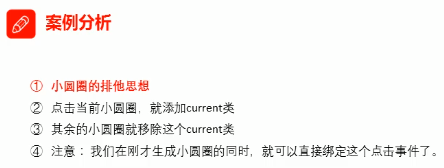 案例分析
① 小圆圈的排他思想
② 点击当前小圆圈，就添加current类
③ 其余的小圆圈就移除这个current类
④ 注意：我们在刚才生成小圆圈的同时，就可以直接绑定这个点击事件了。